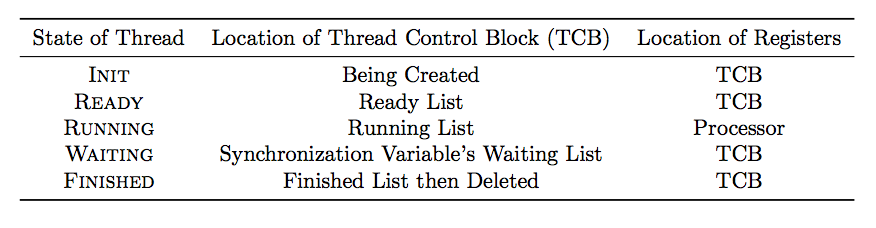 State of Thread Location of Thread Control Block (TCB) Location of Registers
INIT Being Created TCB
READY Ready List TCB
RUNNING Running List Processor
WAITING Synchronization Variable's Waiting List TCB
FINISHED Finished List then Deleted TCB